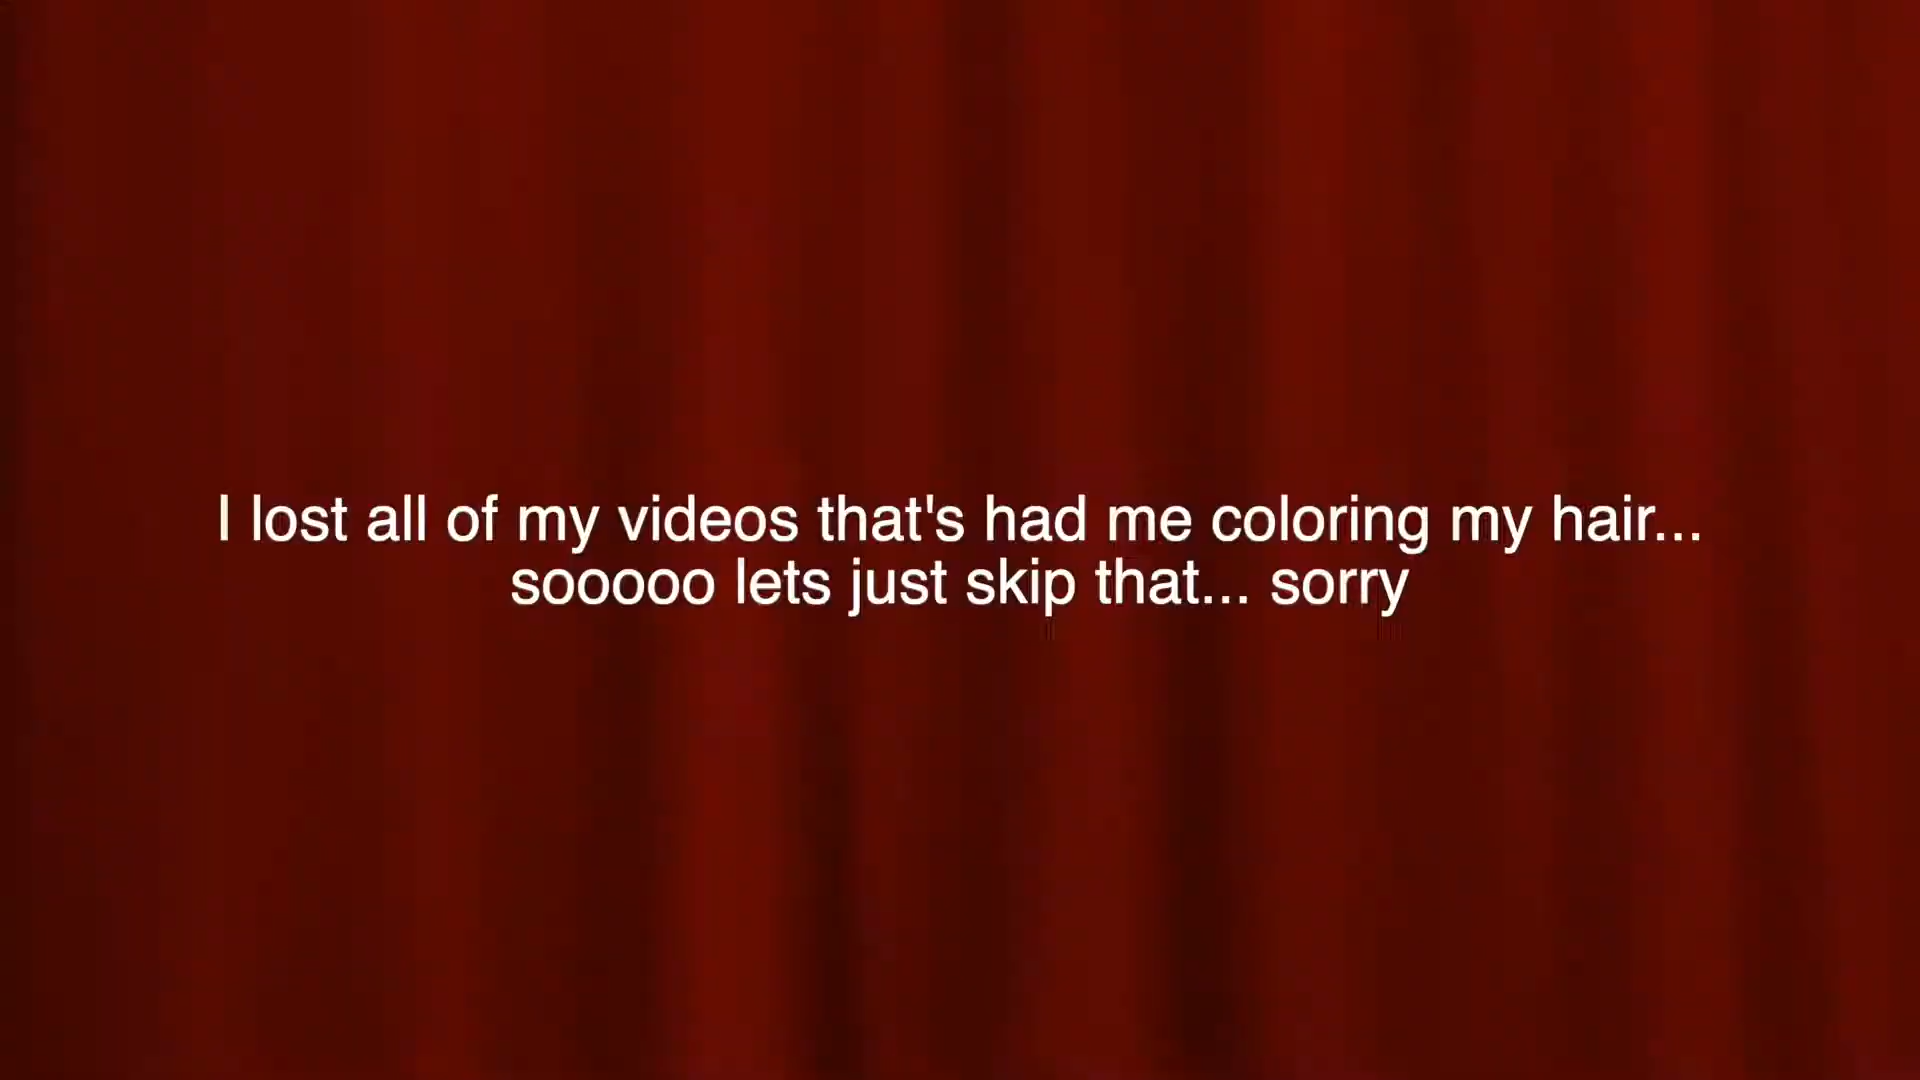 I lost all of my videos that's had me coloring my hair...
sooooo lets just skip that... sorry